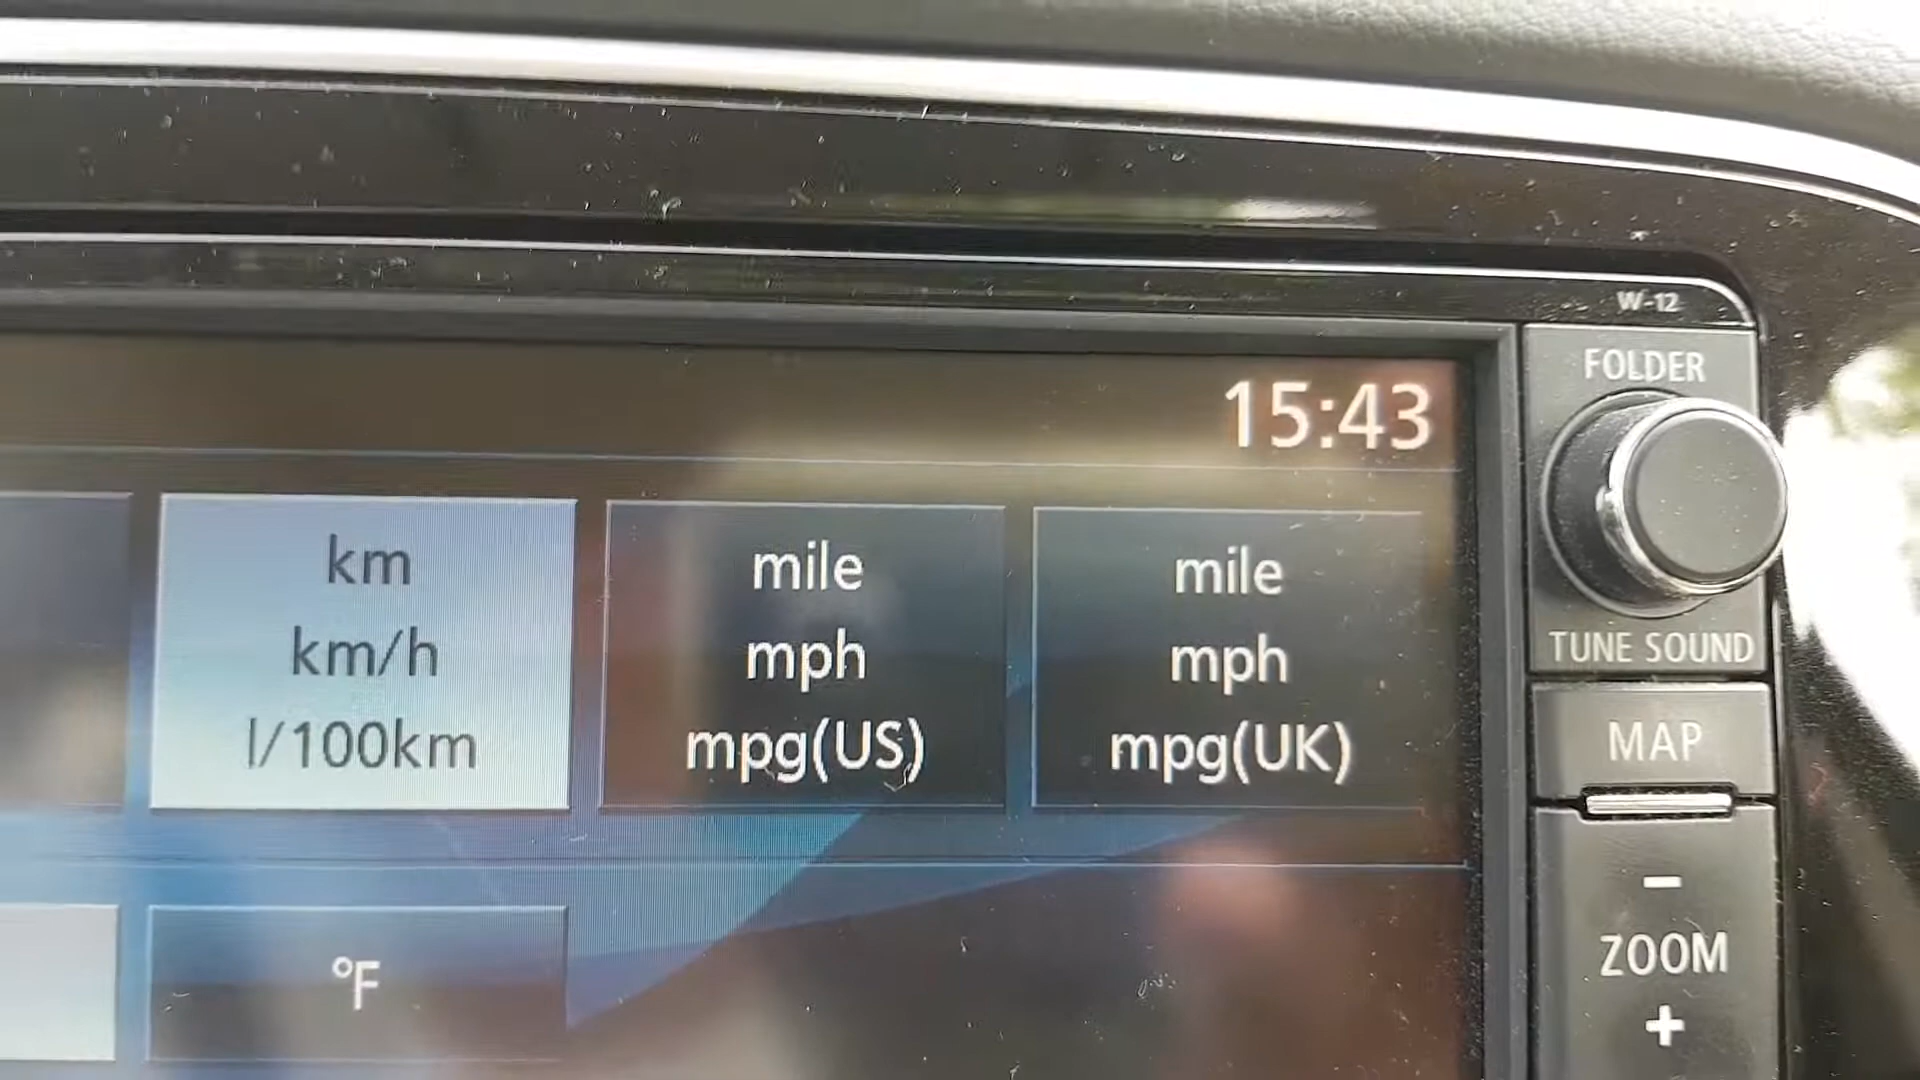 W-12
FOLDER
15:43
km
km/h
l/100km
mile
mph
mpg(US)
mile
mph
mpg(UK)
TUNE SOUND
MAP
°F
−
ZOOM
+